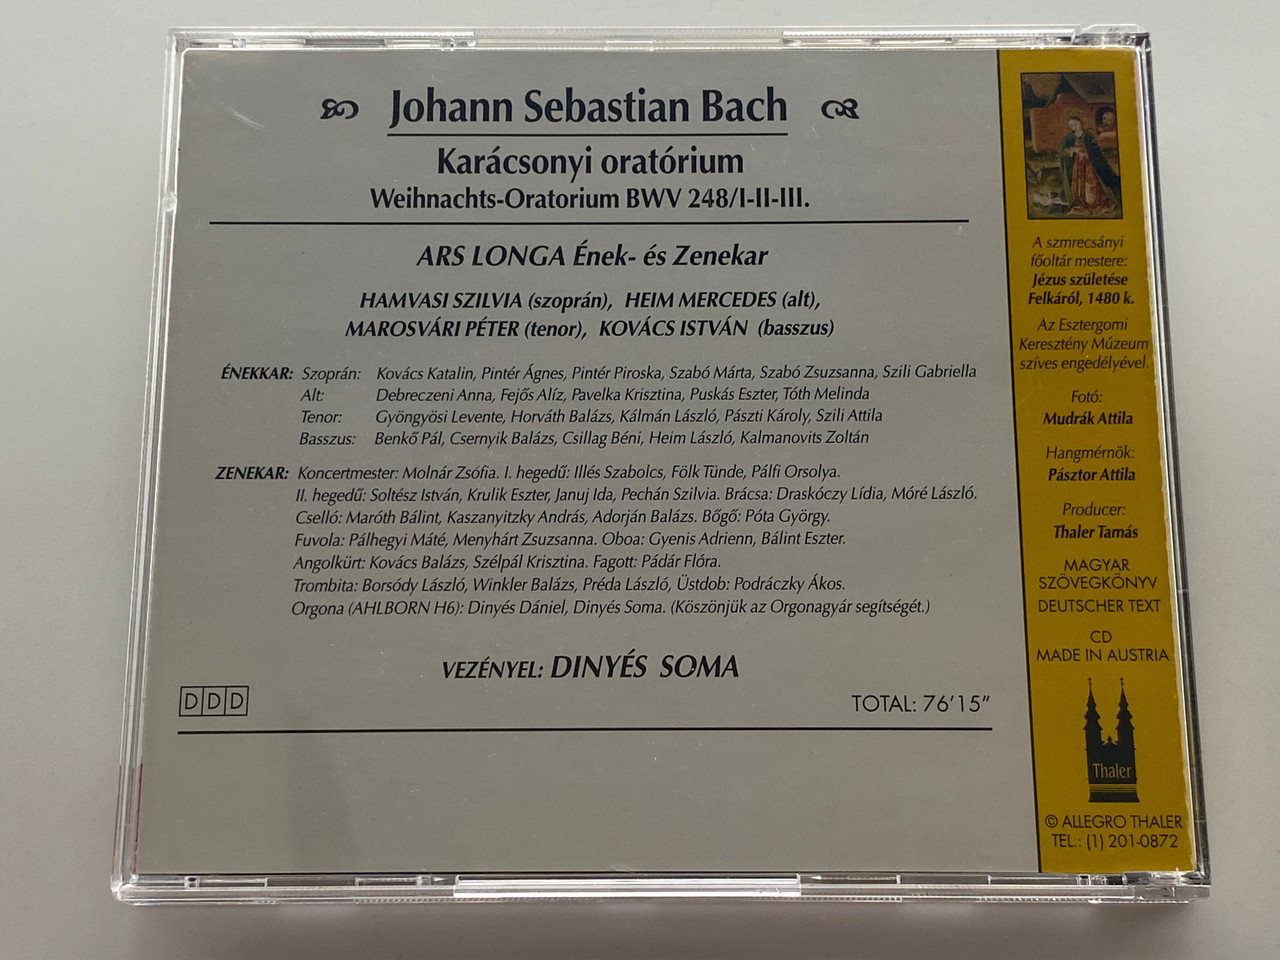 Johann Sebastian Bach
Karácsonyi oratórium
Weihnachts-Oratorium BWV 248/I-II-III.
ARS LONGA Ének- és Zenekar
HAMVASI SZILVIA (szoprán), HEIM MERCEDES (alt),
MAROSVÁRI PÉTER (tenor), KOVÁCS ISTVÁN (basszus)
ÉNEKKAR: Szoprán: Kovács Katalin, Pintér Ágnes, Pintér Piroska, Szabó Márta, Szabó Zsuzsanna, Szili Gabriella
Alt: Debreczeni Anna, Fejős Alíz, Pavelka Krisztina, Puskás Eszter, Tóth Melinda
Tenor: Gyöngyösi Levente, Horváth Balázs, Kálmán László, Pászti Károly, Szili Attila
Basszus: Benkő Pál, Csernyik Balázs, Csillag Béni, Heim László, Kalmanovits Zoltán
ZENEKAR: Koncertmester: Molnár Zsófia. I. hegedű: Illés Szabolcs, Fölk Tünde, Pálfi Orsolya.
II. hegedű: Soltész István, Krulik Eszter, Januj Ida, Pechán Szilvia. Brácsa: Draskóczy Lídia, Móré László.
Cselló: Maróth Bálint, Kaszanyitzky András, Adorján Balázs. Bőgő: Póta György.
Fuvola: Pálhegyi Máté, Menyhárt Zsuzsanna. Oboa: Gyenis Adrienn, Bálint Eszter.
Angolkürt: Kovács Balázs, Szélpál Krisztina. Fagott: Pádár Flóra.
Trombita: Borsódy László, Winkler Balázs, Préda László, Üstdob: Podráczky Ákos.
Orgona (AHLBORN H6): Dinyés Dániel, Dinyés Soma. (Köszönjük az Orgonagyár segítségét.)
VEZÉNYEL: DINYÉS SOMA
DDD
TOTAL: 76’15”
A szmrecsányi
főoltár mestere:
Jézus születése
Felkáról, 1480 k.
Az Esztergomi
Keresztény Múzeum
szíves engedélyével.
Fotó:
Mudrák Attila
Hangmérnök:
Pásztor Attila
Producer:
Thaler Tamás
MAGYAR
SZÖVEGKÖNYV
DEUTSCHER TEXT
CD
MADE IN AUSTRIA
Thaler
© ALLEGRO THALER
TEL.: (1) 201-0872